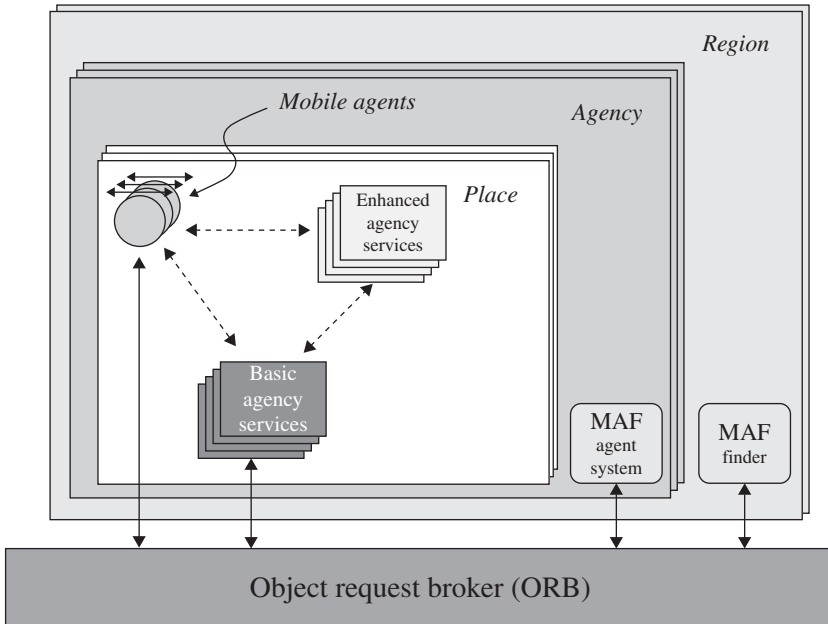 Region
Mobile agents
Agency
Place
Enhanced
agency
services
Basic
agency
services
MAF
agent
system
MAF
finder
Object request broker (ORB)